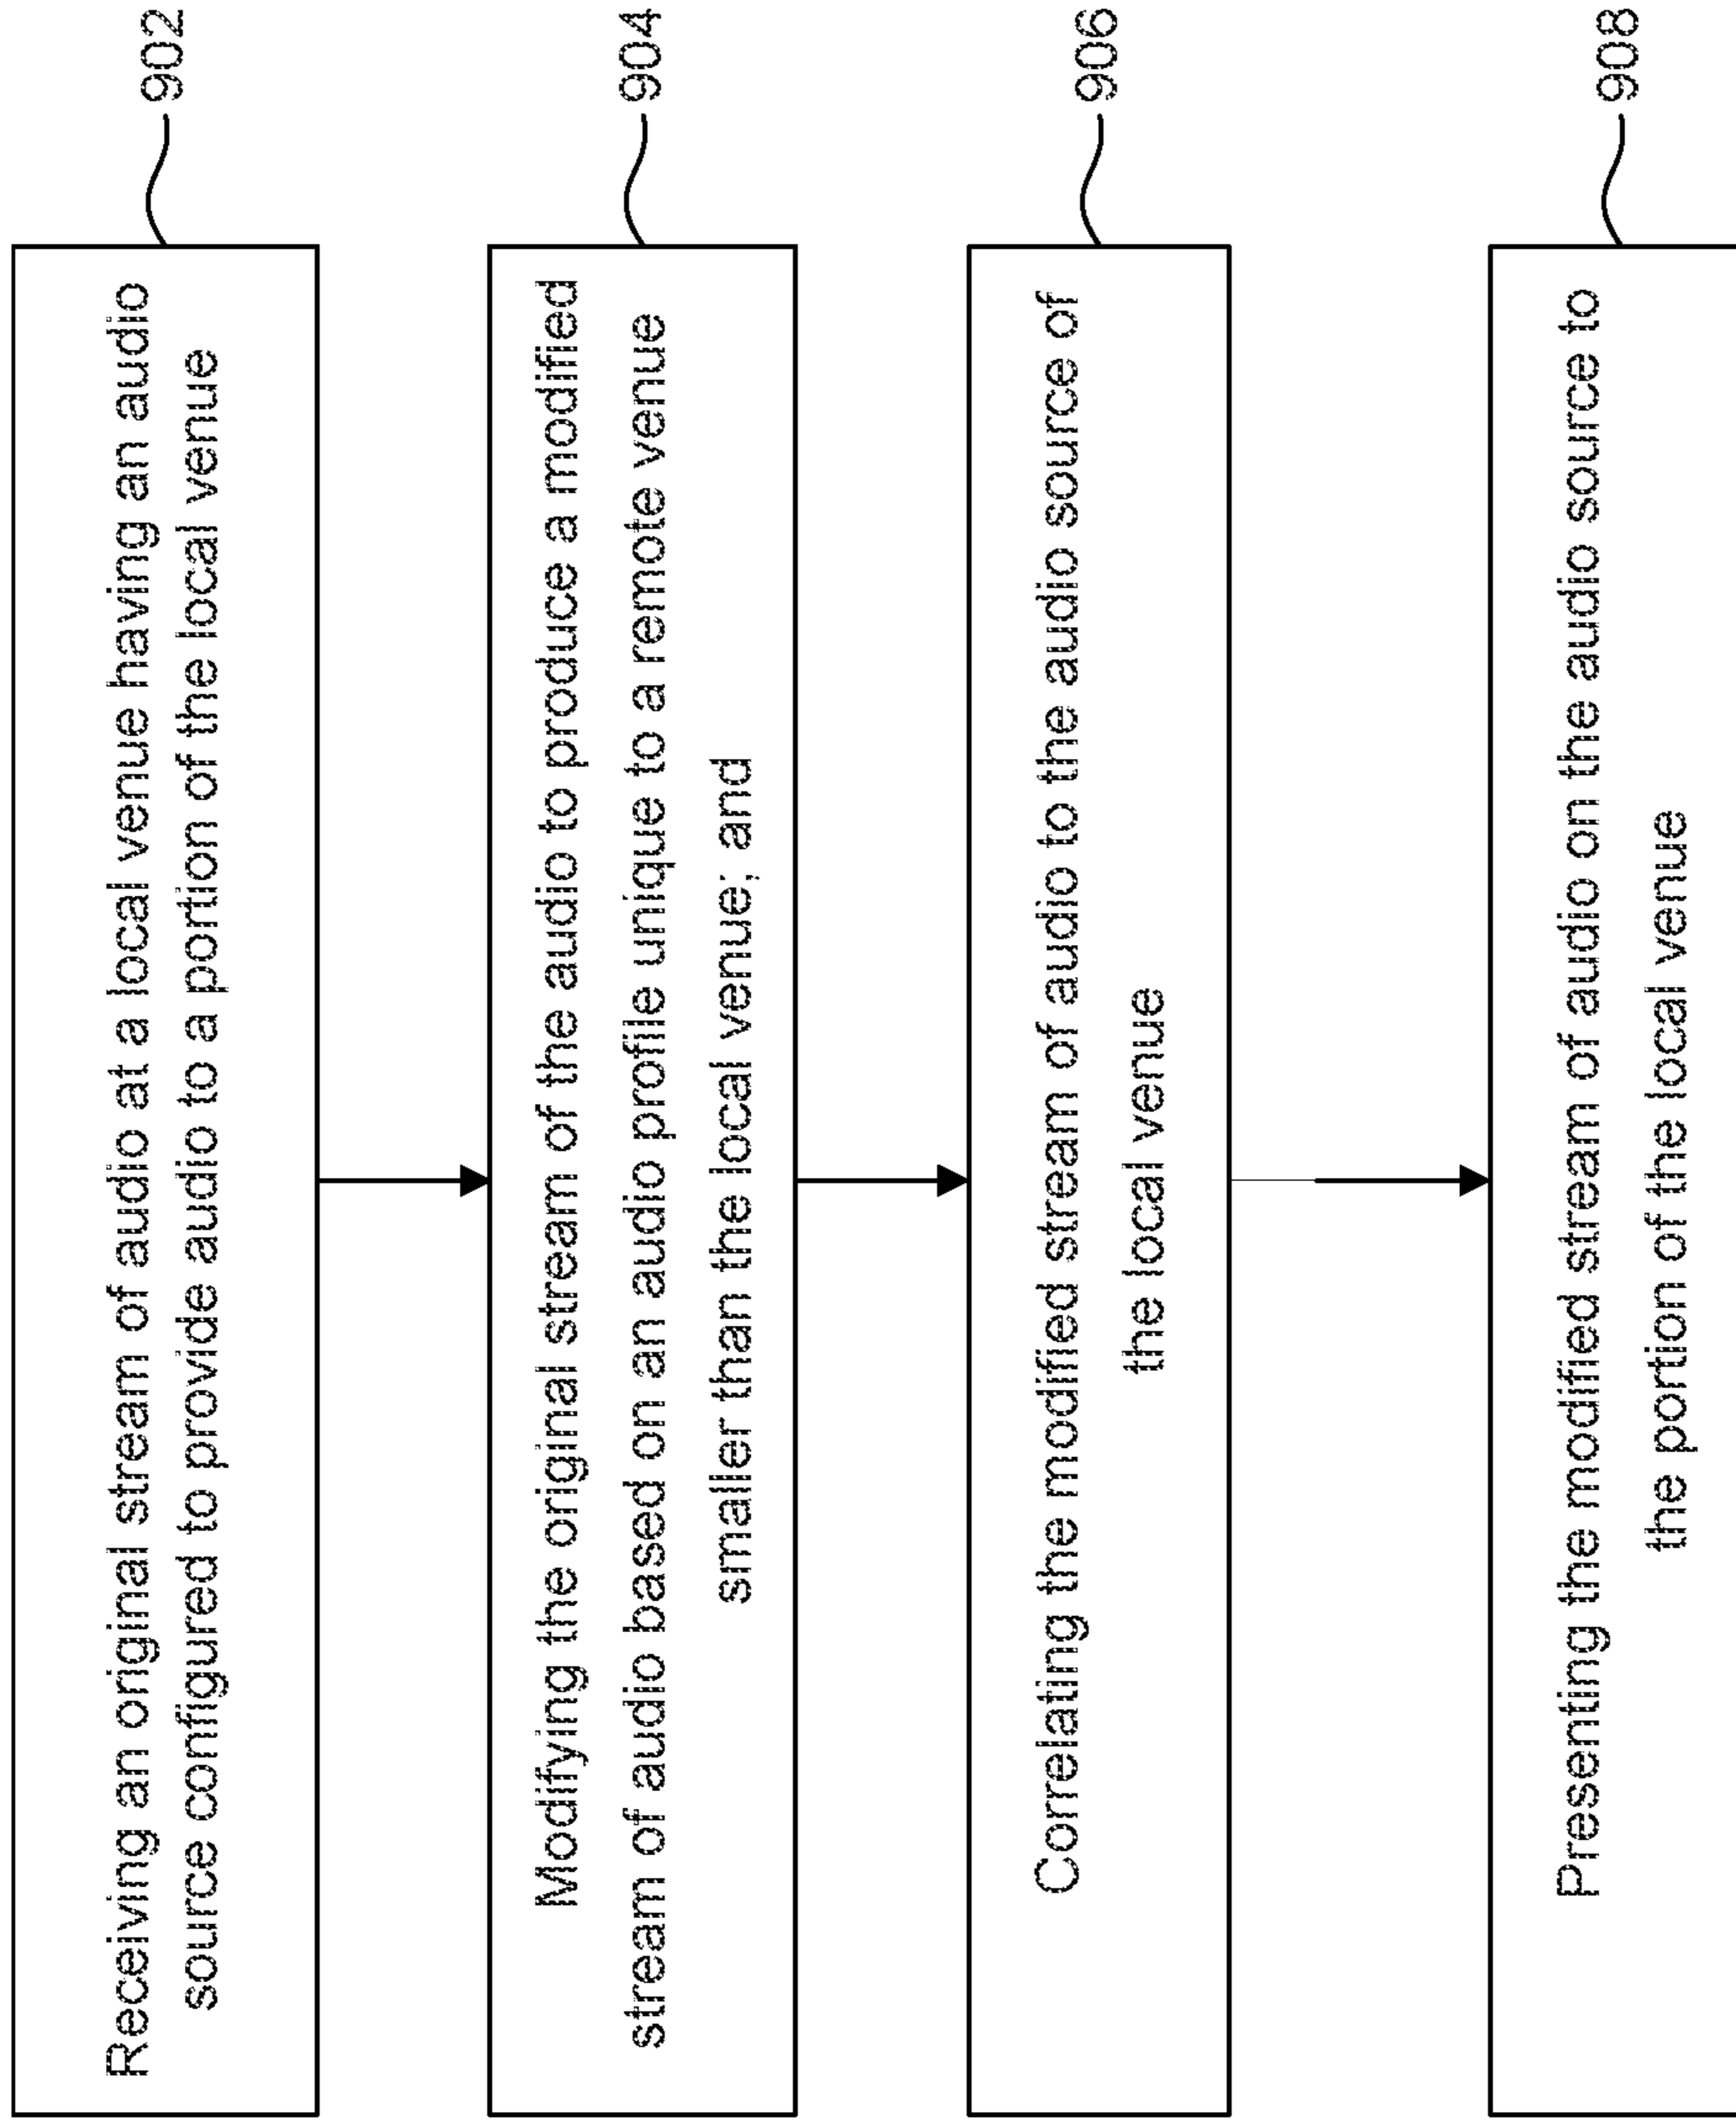 Receiving an original stream of audio at a local venue having an audio
source configured to provide audio to a portion of the local venue
902
Modifying the original stream of the audio to produce a modified
stream of audio based on an audio profile unique to a remote venue
smaller than the local venue; and
904
Correlating the modified stream of audio to the audio source of
the local venue
906
Presenting the modified stream of audio on the audio source to
the portion of the local venue
908